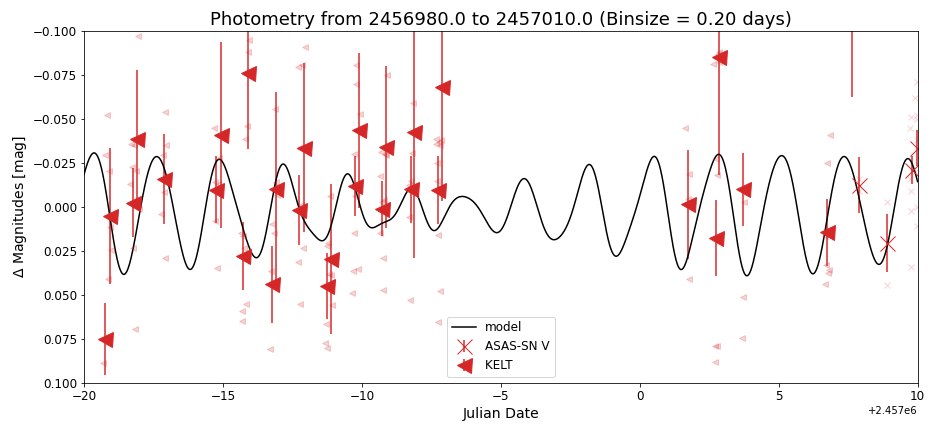 Photometry from 2456980.0 to 2457010.0 (Binsize = 0.20 days)
−0.100
−0.075
−0.050
−0.025
0.000
0.025
0.050
0.075
0.100
Δ Magnitudes [mag]
model
ASAS-SN V
KELT
−20 −15 −10 −5 0 5 10
Julian Date
+2.457e6